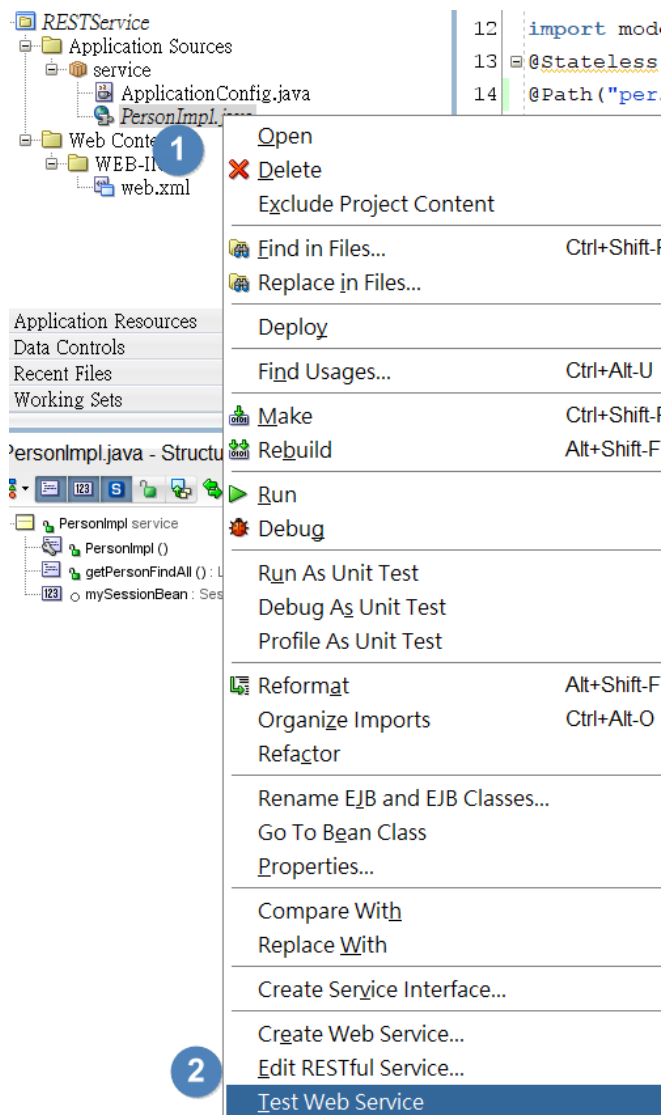 RESTService
Application Sources
service
ApplicationConfig.java
PersonImpl.java
Web Conte
WEB-IN
web.xml
12 import mod
13 @Stateless
14 @Path("per
1
Open
Delete
Exclude Project Content
Find in Files... Ctrl+Shift-F
Replace in Files...
Deploy
Find Usages... Ctrl+Alt-U
Make Ctrl+Shift-F
Rebuild Alt+Shift-F
Run
Debug
Run As Unit Test
Debug As Unit Test
Profile As Unit Test
Reformat Alt+Shift-F
Organize Imports Ctrl+Alt-O
Refactor
Rename EJB and EJB Classes...
Go To Bean Class
Properties...
Compare With
Replace With
Create Service Interface...
Create Web Service...
2
Edit RESTful Service...
Test Web Service
Application Resources
Data Controls
Recent Files
Working Sets
PersonImpl.java - Structu
PersonImpl service
PersonImpl ()
getPersonFindAll () : L
mySessionBean : Ses